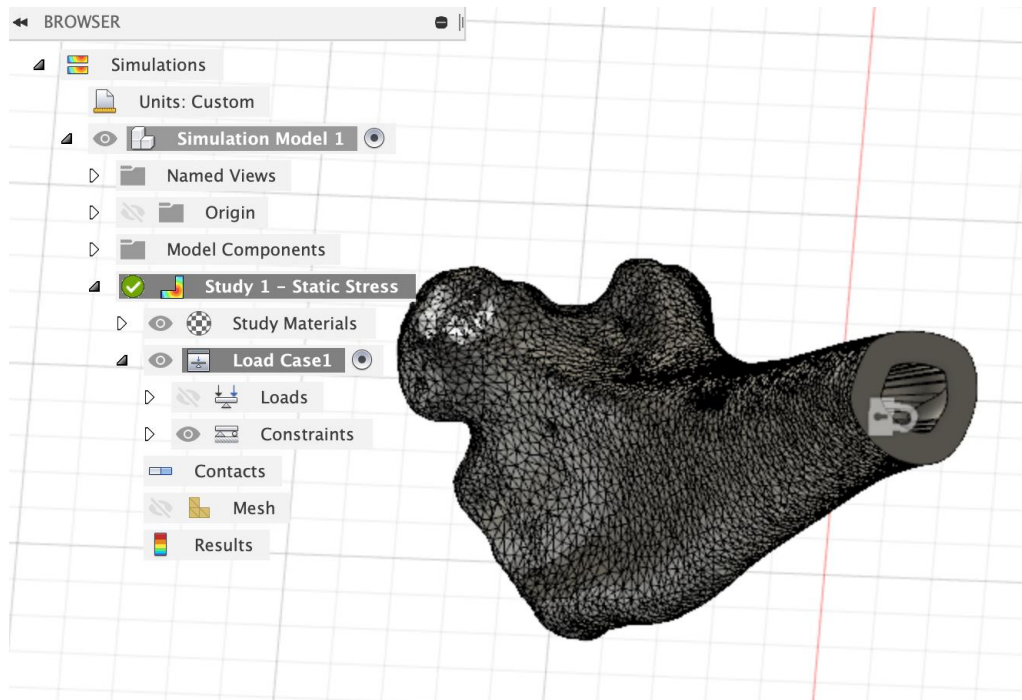 BROWSER
Simulations
Units: Custom
Simulation Model 1
Named Views
Origin
Model Components
Study 1 – Static Stress
Study Materials
Load Case1
Loads
Constraints
Contacts
Mesh
Results